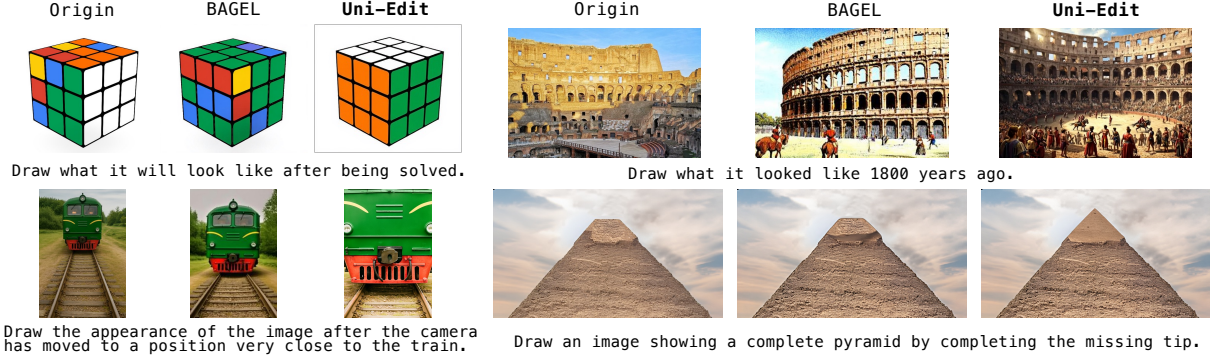 Origin BAGEL Uni-Edit
Draw what it will look like after being solved.
Draw the appearance of the image after the camera
has moved to a position very close to the train.
Origin BAGEL Uni-Edit
Draw what it looked like 1800 years ago.
Draw an image showing a complete pyramid by completing the missing tip.